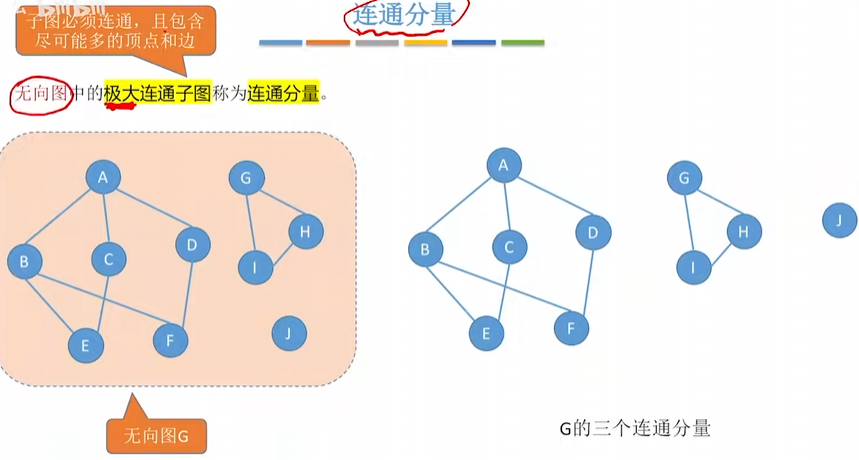 bilibili
连通分量
子图必须连通，且包含
尽可能多的顶点和边
无向图中的极大连通子图称为连通分量。
A
G
H
D
B
C
I
E
F
J
无向图G
A
G
J
D
H
B
C
I
E
F
G的三个连通分量